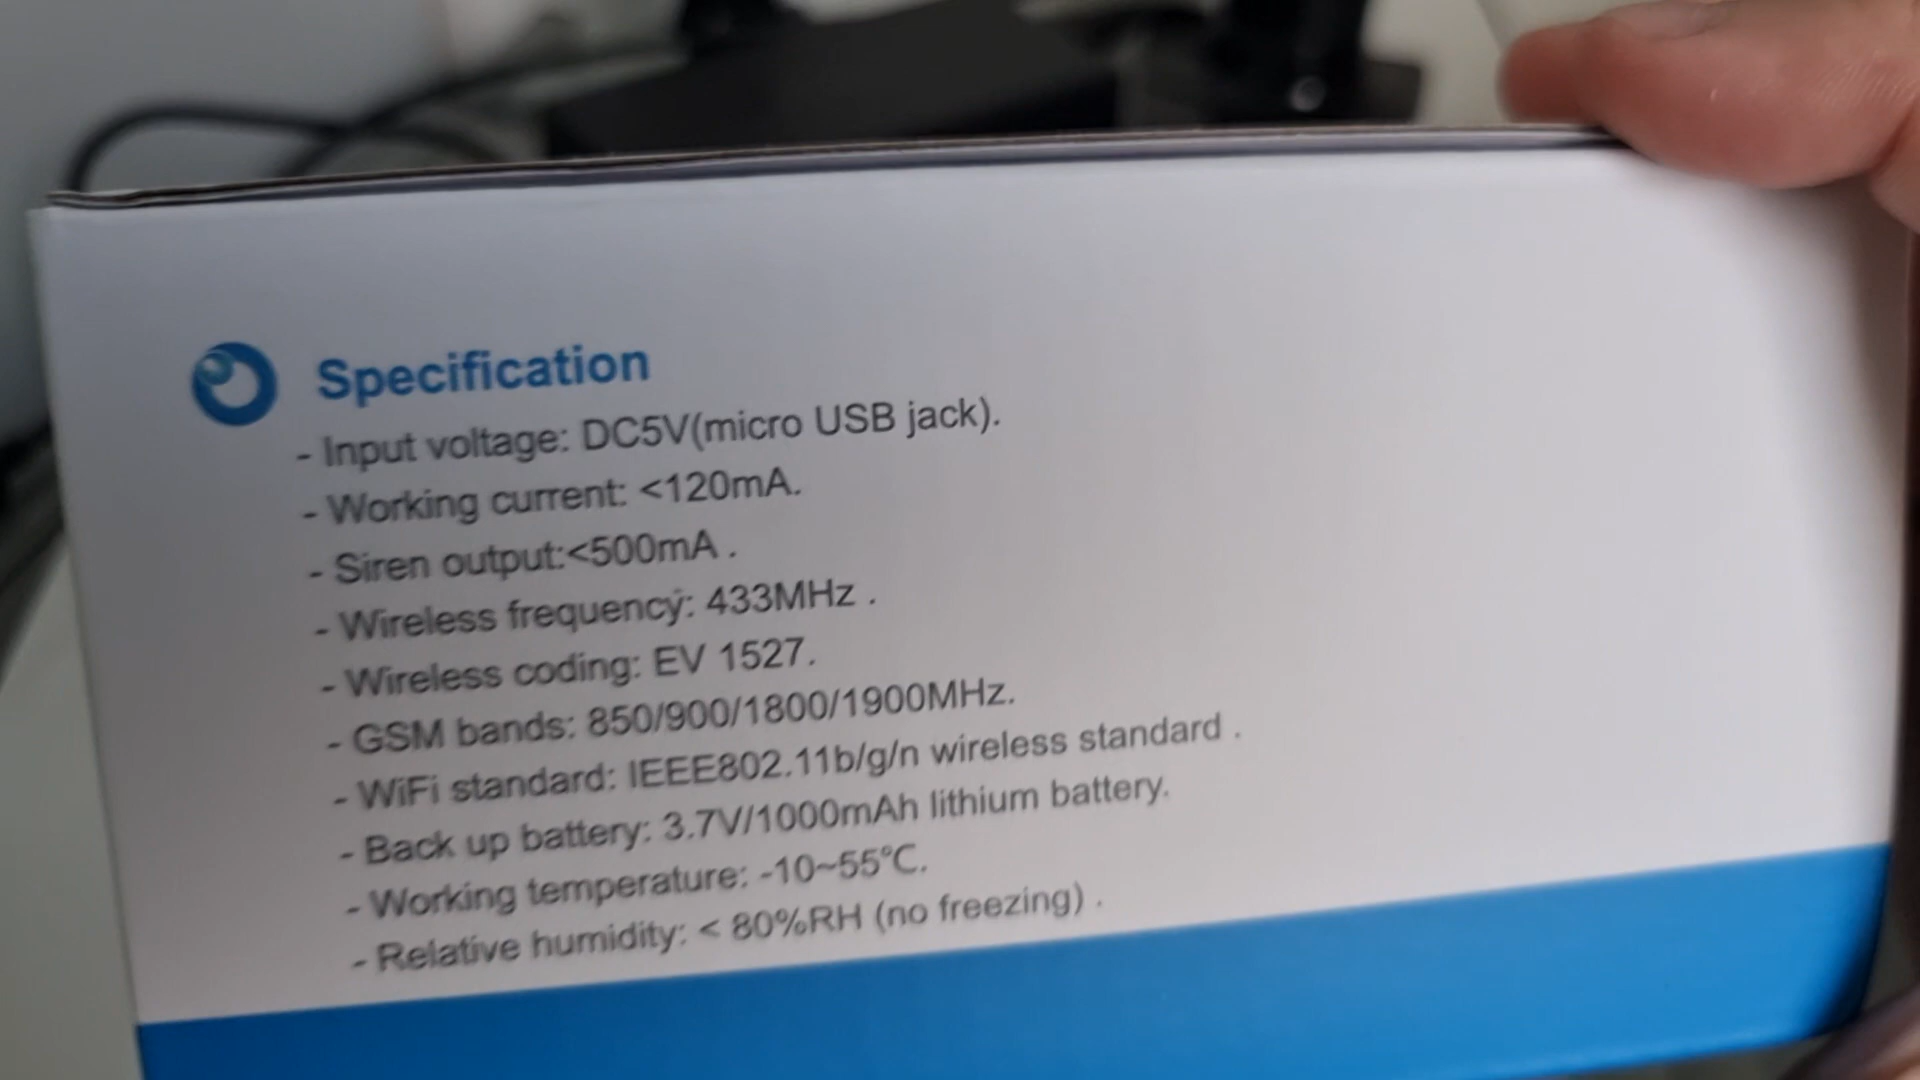 Specification
- Input voltage: DC5V(micro USB jack).
- Working current: <120mA.
- Siren output:<500mA .
- Wireless frequency: 433MHz .
- Wireless coding: EV 1527.
- GSM bands: 850/900/1800/1900MHz.
- WiFi standard: IEEE802.11b/g/n wireless standard .
- Back up battery: 3.7V/1000mAh lithium battery.
- Working temperature: -10~55℃.
- Relative humidity: < 80%RH (no freezing) .